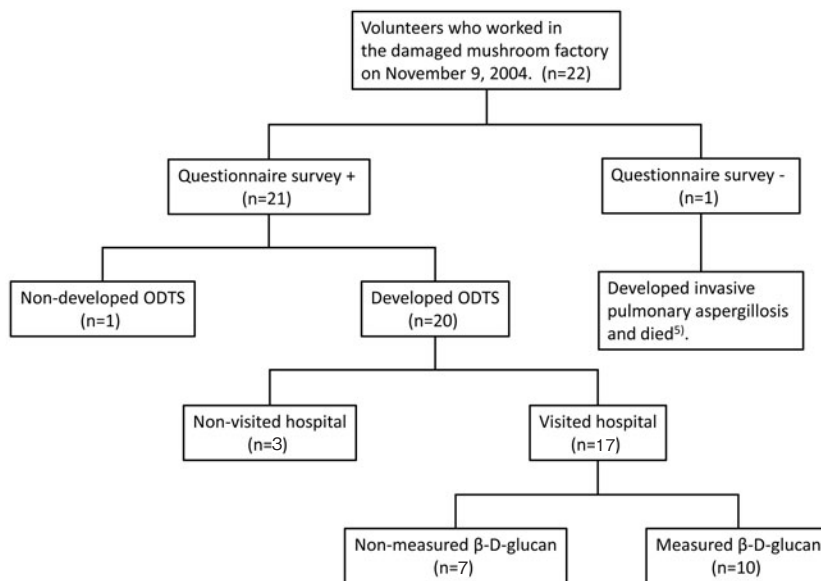 Volunteers who worked in
the damaged mushroom factory
on November 9, 2004. (n=22)
Questionnaire survey +
(n=21)
Questionnaire survey -
(n=1)
Non-developed ODTS
(n=1)
Developed ODTS
(n=20)
Developed invasive
pulmonary aspergillosis
and died⁵⁾.
Non-visited hospital
(n=3)
Visited hospital
(n=17)
Non-measured β-D-glucan
(n=7)
Measured β-D-glucan
(n=10)